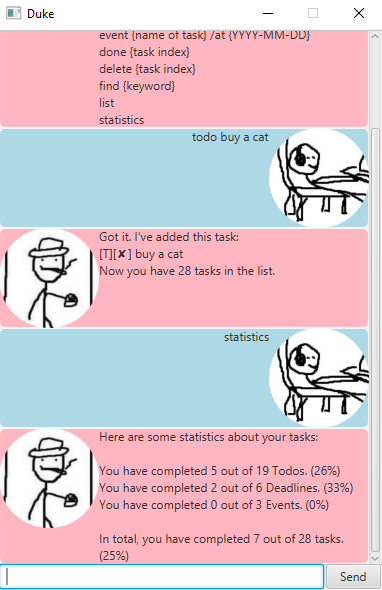 Duke
event {name of task} /at {YYYY-MM-DD}
done {task index}
delete {task index}
find {keyword}
list
statistics
todo buy a cat
Got it. I've added this task:
[T][✘] buy a cat
Now you have 28 tasks in the list.
statistics
Here are some statistics about your tasks:
You have completed 5 out of 19 Todos. (26%)
You have completed 2 out of 6 Deadlines. (33%)
You have completed 0 out of 3 Events. (0%)
In total, you have completed 7 out of 28 tasks.
(25%)
Send